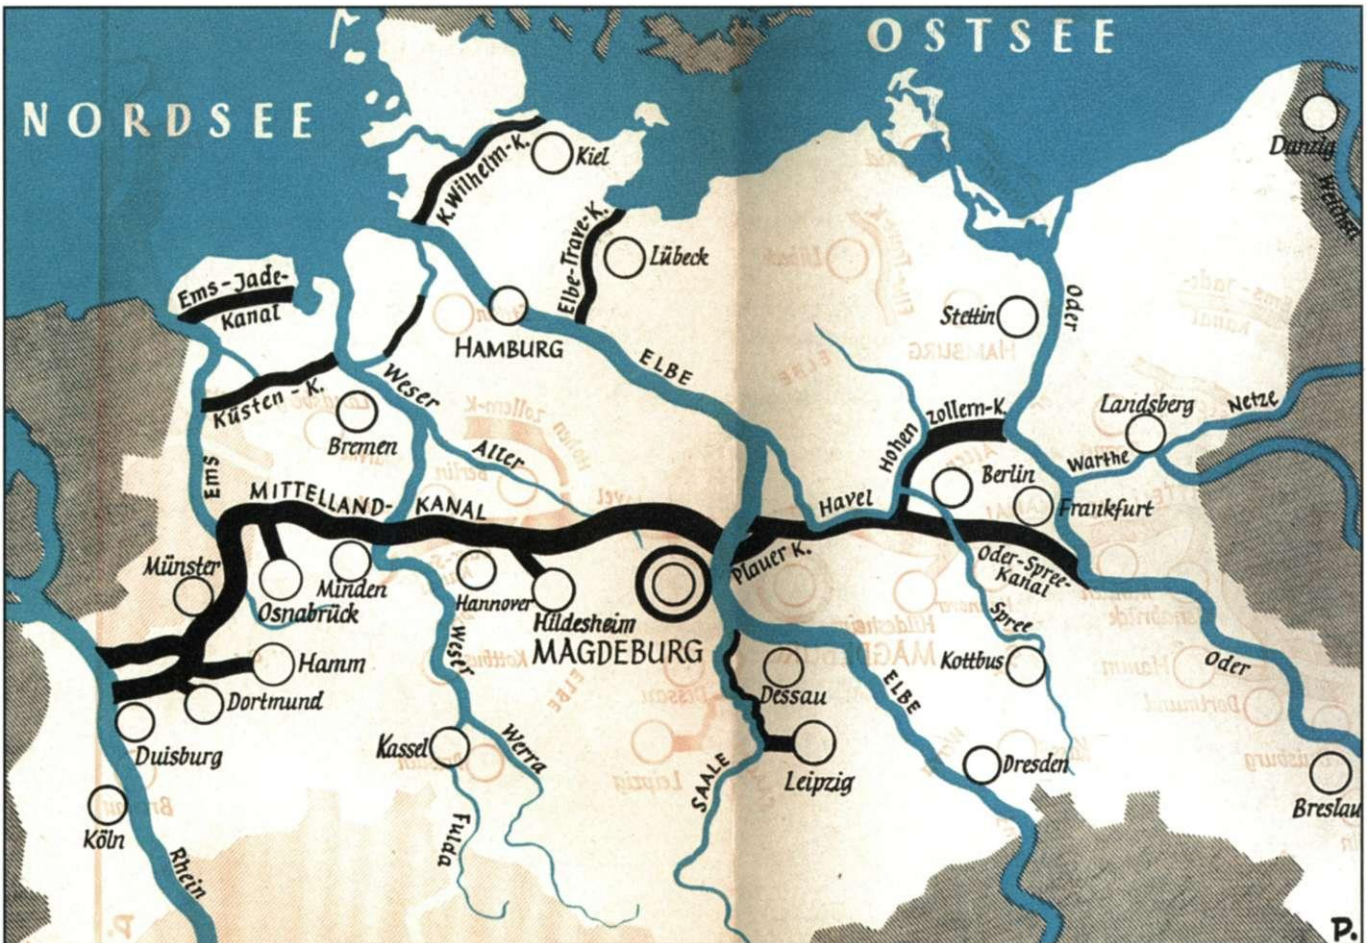 OSTSEE
NORDSEE
Danzig
Weichsel
Kiel
K.Wilhelm-K.
Elbe-Trave-K.
Lübeck
Ems-Jade-
Kanal
Oder
Stettin
HAMBURG
ELBE
Küsten-K.
Weser
Bremen
Aller
Landsberg
Netze
Hohen
zollern-K.
Warthe
Berlin
Frankfurt
Ems
MITTELLAND-
KANAL
Havel
Plauer K.
Oder-Spree-
Kanal
Spree
Münster
Osnabrück
Minden
Hannover
Hildesheim
MAGDEBURG
Weser
Hamm
Dortmund
Duisburg
Dessau
Kottbus
Oder
ELBE
Kassel
Werra
SAALE
Leipzig
Dresden
Breslau
Köln
Fulda
Rhein
P.